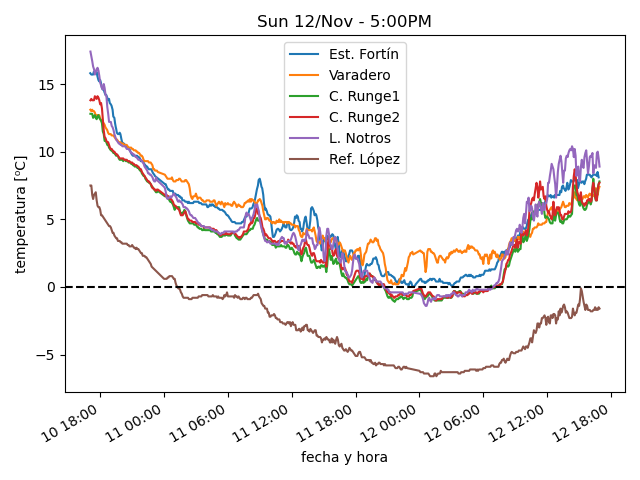 Sun 12/Nov - 5:00PM
Est. Fortín
Varadero
C. Runge1
C. Runge2
L. Notros
Ref. López
temperatura [°C]
15
10
5
0
−5
10 18:00
11 00:00
11 06:00
11 12:00
11 18:00
12 00:00
12 06:00
12 12:00
12 18:00
fecha y hora